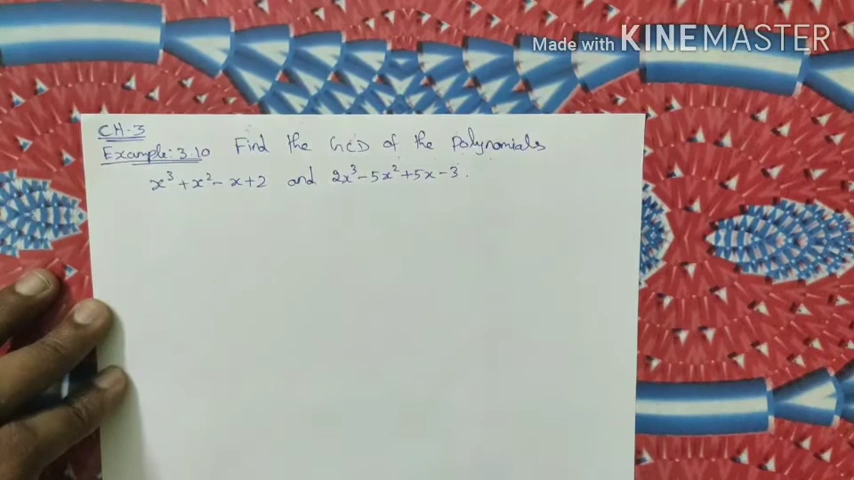 Made with KINEMASTER
CH-3
Example: 3.10 Find the GCD of the Polynomials
x³ + x² - x + 2 and 2x³ - 5x² + 5x - 3.